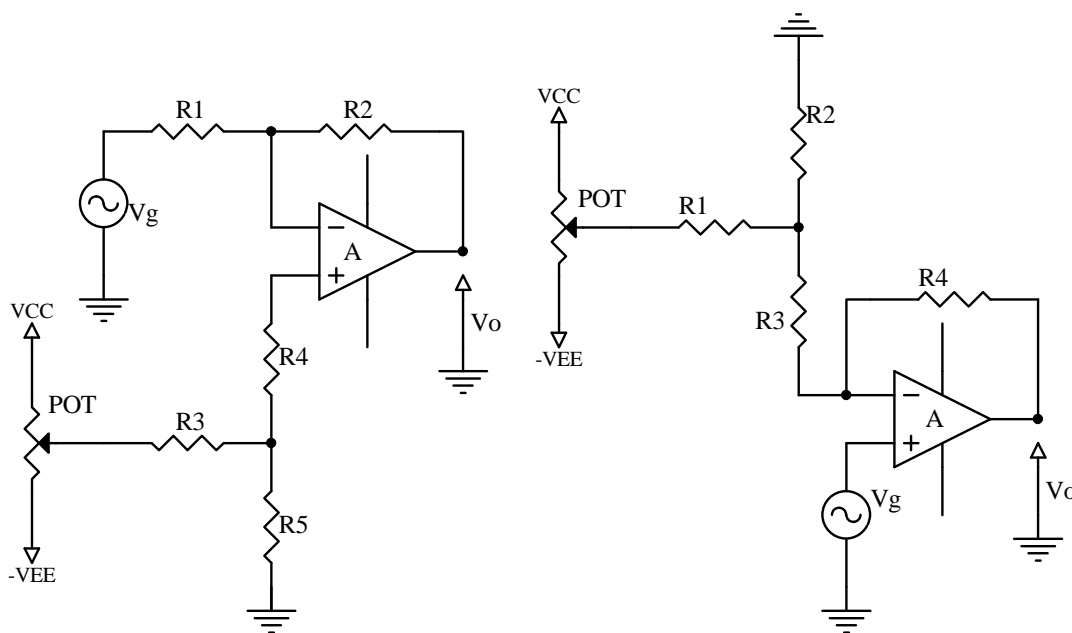 R1
R2
Vg
−
A
+
VCC
Vo
R4
POT
R3
R5
-VEE
VCC
R2
POT
R1
R4
R3
-VEE
−
A
+
Vg
Vo